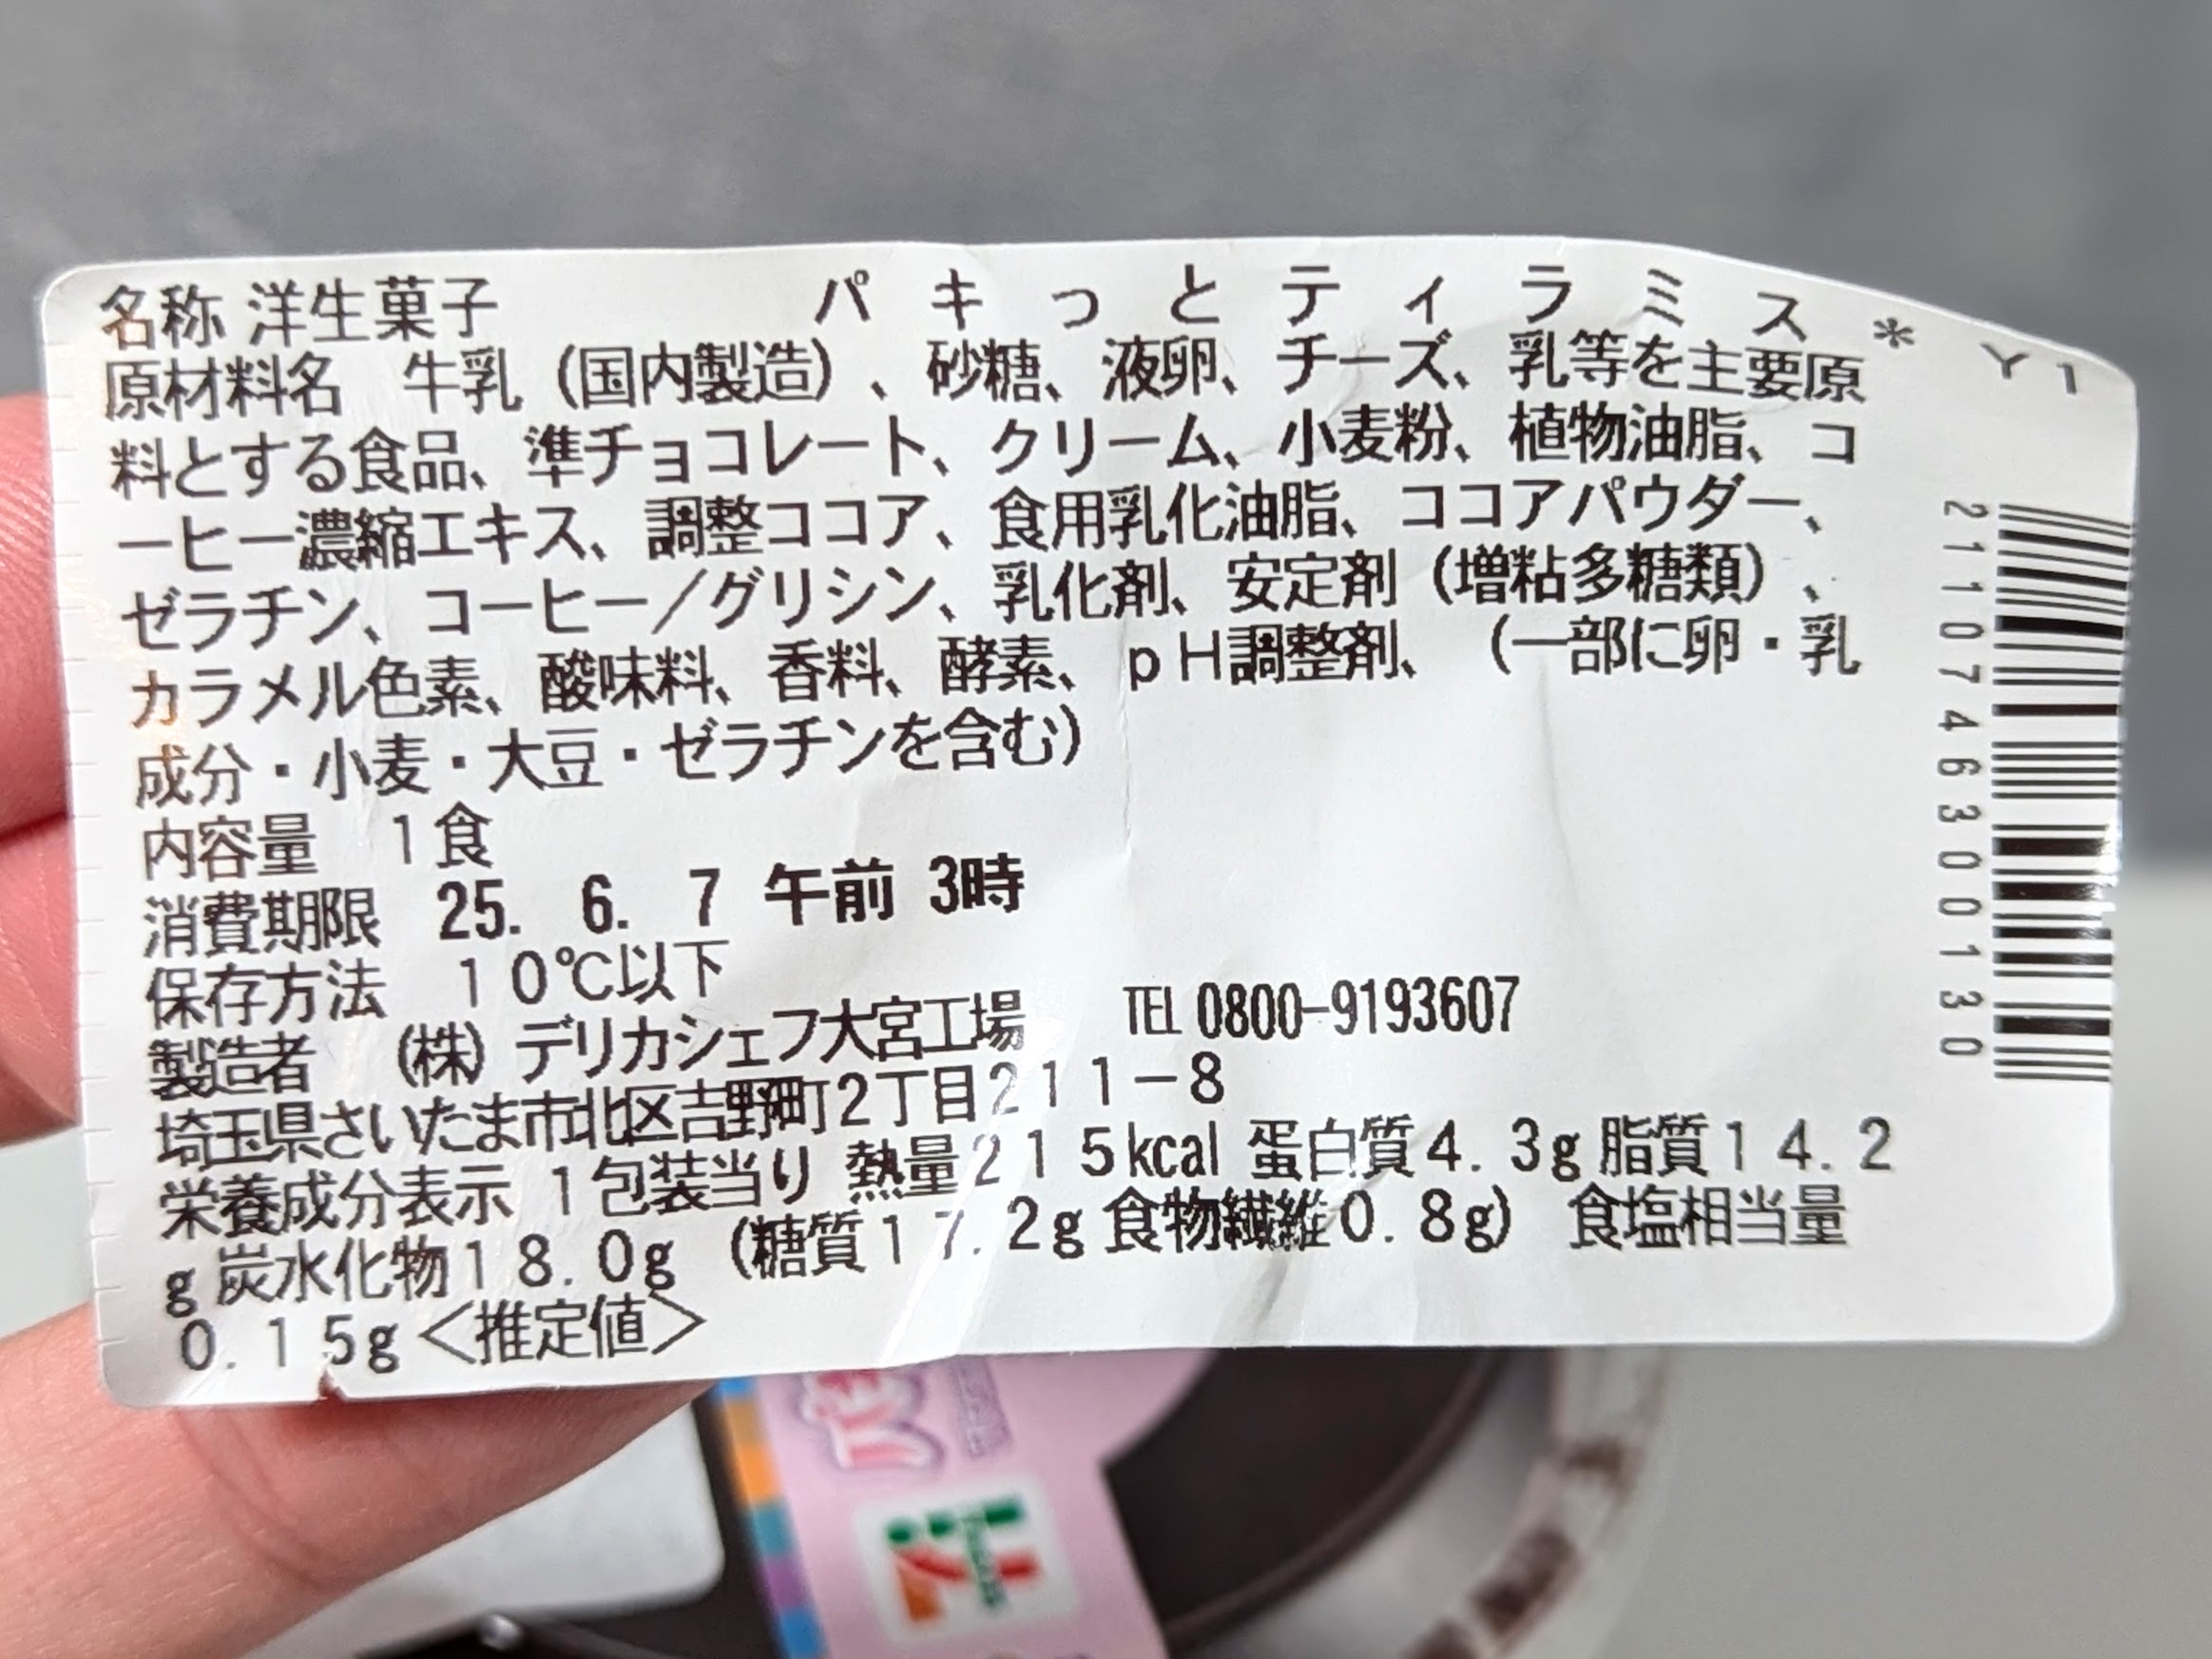 名称 洋生菓子 パキっとティラミス＊Y1
原材料名 牛乳（国内製造）、砂糖、液卵、チーズ、乳等を主要原
料とする食品、準チョコレート、クリーム、小麦粉、植物油脂、コ
ーヒー濃縮エキス、調整ココア、食用乳化油脂、ココアパウダー、
ゼラチン、コーヒー／グリシン、乳化剤、安定剤（増粘多糖類）、
カラメル色素、酸味料、香料、酵素、ｐＨ調整剤、（一部に卵・乳
成分・小麦・大豆・ゼラチンを含む）
内容量 1食
消費期限 25. 6. 7 午前 3時
保存方法 10℃以下
製造者 （株）デリカシェフ大宮工場 TEL 0800-9193607
埼玉県さいたま市北区吉野町2丁目211－8
栄養成分表示 1包装当り 熱量215kcal 蛋白質4.3g 脂質14.2
g 炭水化物18.0g （糖質17.2g 食物繊維0.8g） 食塩相当量
0.15g＜推定値＞
2110746300130